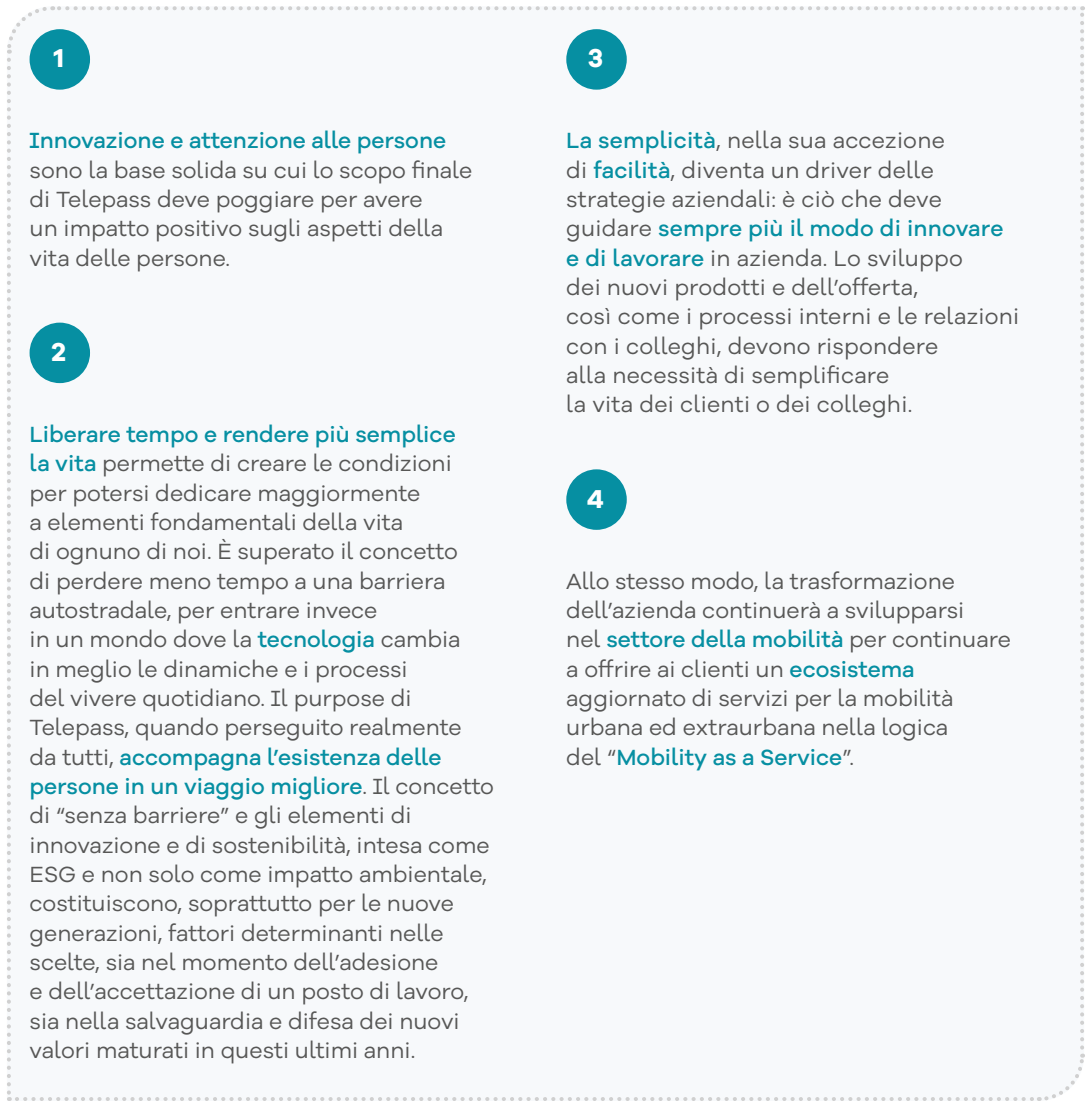 1
Innovazione e attenzione alle persone
sono la base solida su cui lo scopo finale
di Telepass deve poggiare per avere
un impatto positivo sugli aspetti della
vita delle persone.
2
Liberare tempo e rendere più semplice
la vita permette di creare le condizioni
per potersi dedicare maggiormente
a elementi fondamentali della vita
di ognuno di noi. È superato il concetto
di perdere meno tempo a una barriera
autostradale, per entrare invece
in un mondo dove la tecnologia cambia
in meglio le dinamiche e i processi
del vivere quotidiano. Il purpose di
Telepass, quando perseguito realmente
da tutti, accompagna l’esistenza delle
persone in un viaggio migliore. Il concetto
di “senza barriere” e gli elementi di
innovazione e di sostenibilità, intesa come
ESG e non solo come impatto ambientale,
costituiscono, soprattutto per le nuove
generazioni, fattori determinanti nelle
scelte, sia nel momento dell’adesione
e dell’accettazione di un posto di lavoro,
sia nella salvaguardia e difesa dei nuovi
valori maturati in questi ultimi anni.
3
La semplicità, nella sua accezione
di facilità, diventa un driver delle
strategie aziendali: è ciò che deve
guidare sempre più il modo di innovare
e di lavorare in azienda. Lo sviluppo
dei nuovi prodotti e dell’offerta,
così come i processi interni e le relazioni
con i colleghi, devono rispondere
alla necessità di semplificare
la vita dei clienti o dei colleghi.
4
Allo stesso modo, la trasformazione
dell’azienda continuerà a svilupparsi
nel settore della mobilità per continuare
a offrire ai clienti un ecosistema
aggiornato di servizi per la mobilità
urbana ed extraurbana nella logica
del “Mobility as a Service”.